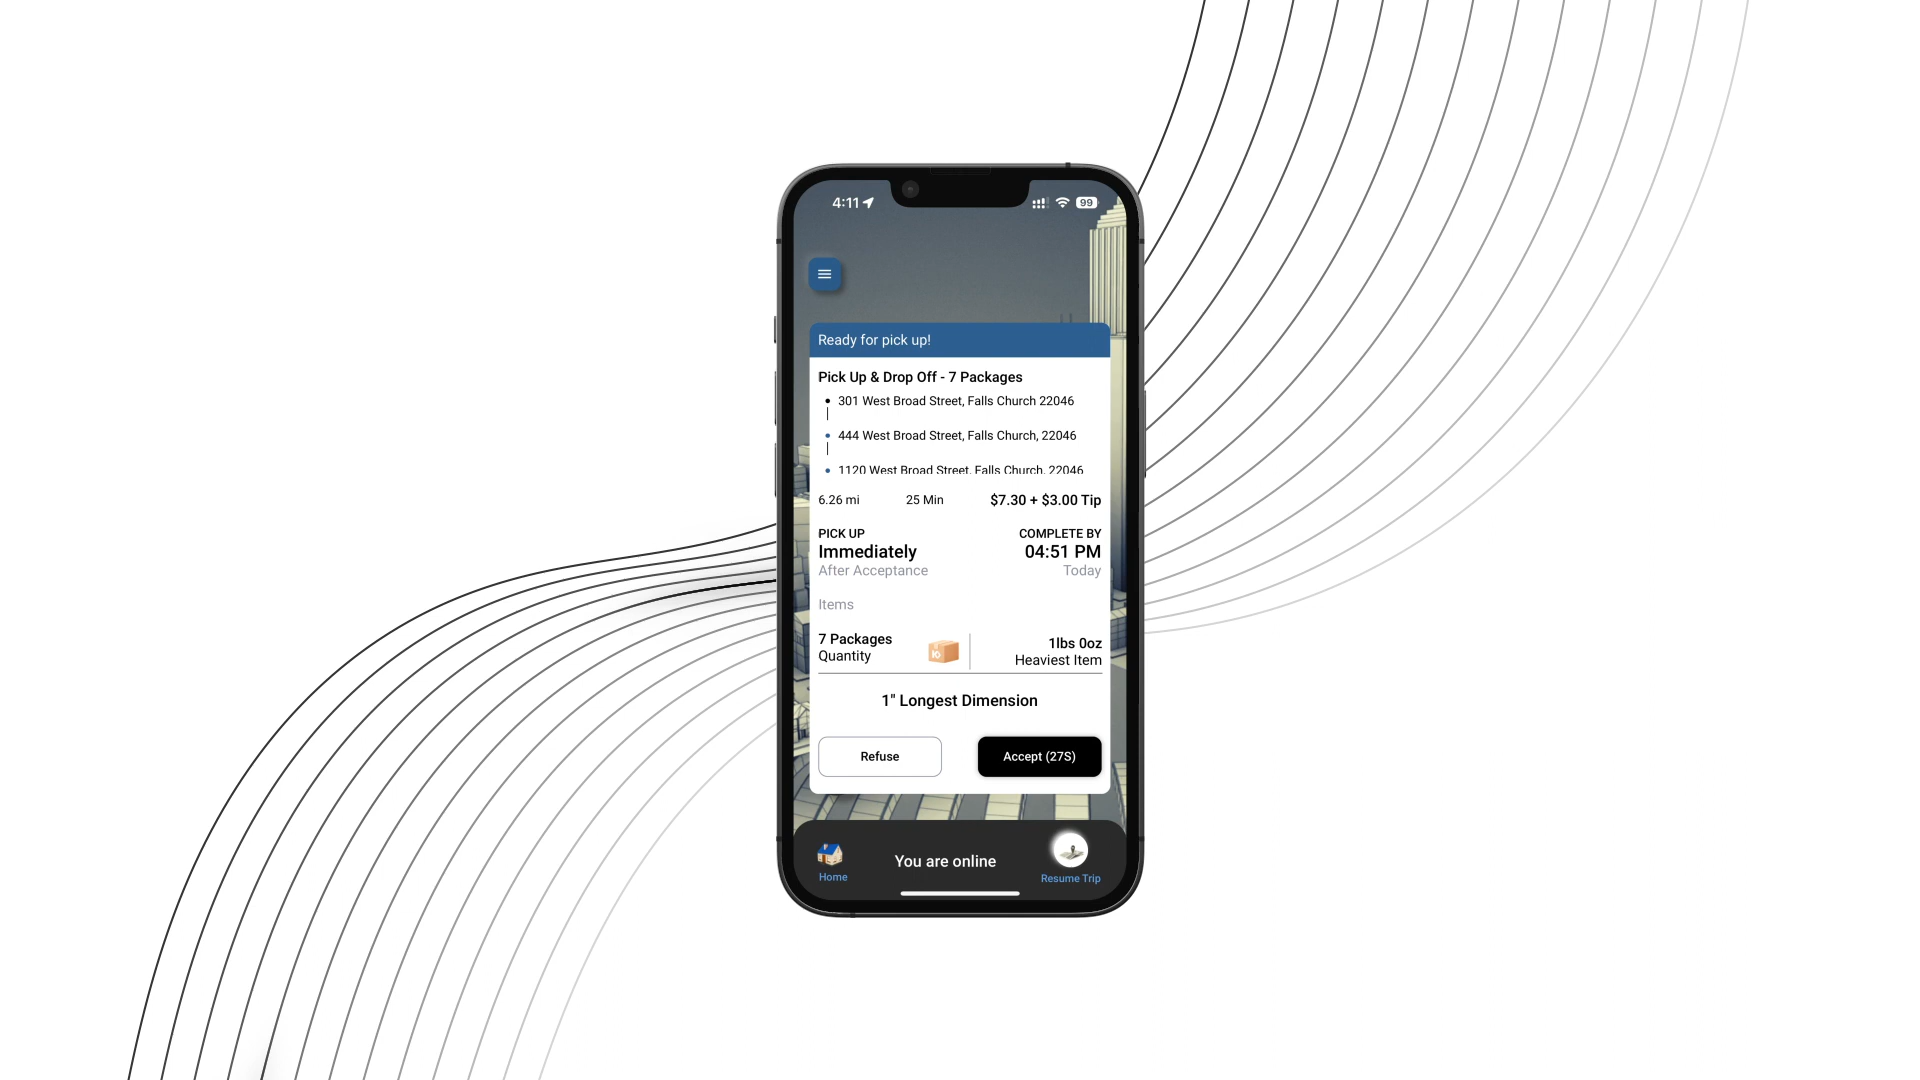 4:11
99
Ready for pick up!
Pick Up & Drop Off - 7 Packages
301 West Broad Street, Falls Church 22046
444 West Broad Street, Falls Church, 22046
1120 West Broad Street, Falls Church, 22046
6.26 mi 25 Min $7.30 + $3.00 Tip
PICK UP COMPLETE BY
Immediately 04:51 PM
After Acceptance Today
Items
7 Packages 1lbs 0oz
Quantity Heaviest Item
1" Longest Dimension
Refuse Accept (27S)
You are online
Home Resume Trip